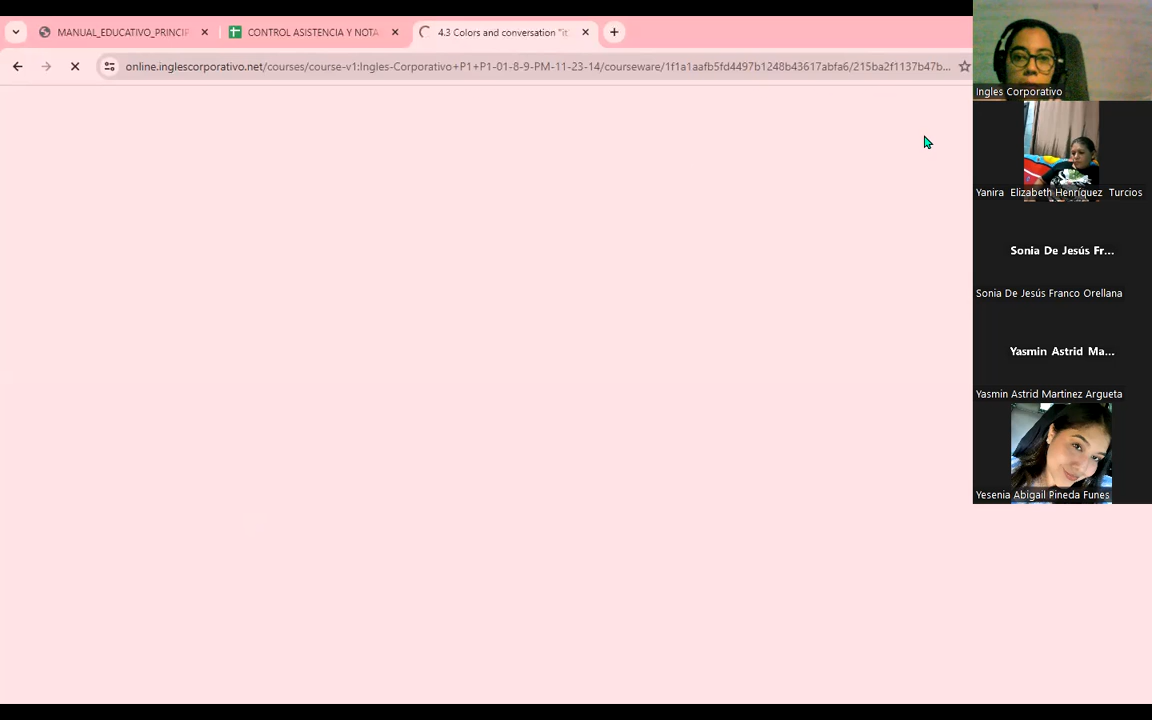 MANUAL_EDUCATIVO_PRINCIP
CONTROL ASISTENCIA Y NOTA
4.3 Colors and conversation "it
online.inglescorporativo.net/courses/course-v1:Ingles-Corporativo+P1+P1-01-8-9-PM-11-23-14/courseware/1f1a1aafb5fd4497b1248b43617abfa6/215ba2f1137b47b...
Ingles Corporativo
Yanira Elizabeth Henríquez Turcios
Sonia De Jesús Fr...
Sonia De Jesús Franco Orellana
Yasmin Astrid Ma...
Yasmin Astrid Martinez Argueta
Yesenia Abigail Pineda Funes